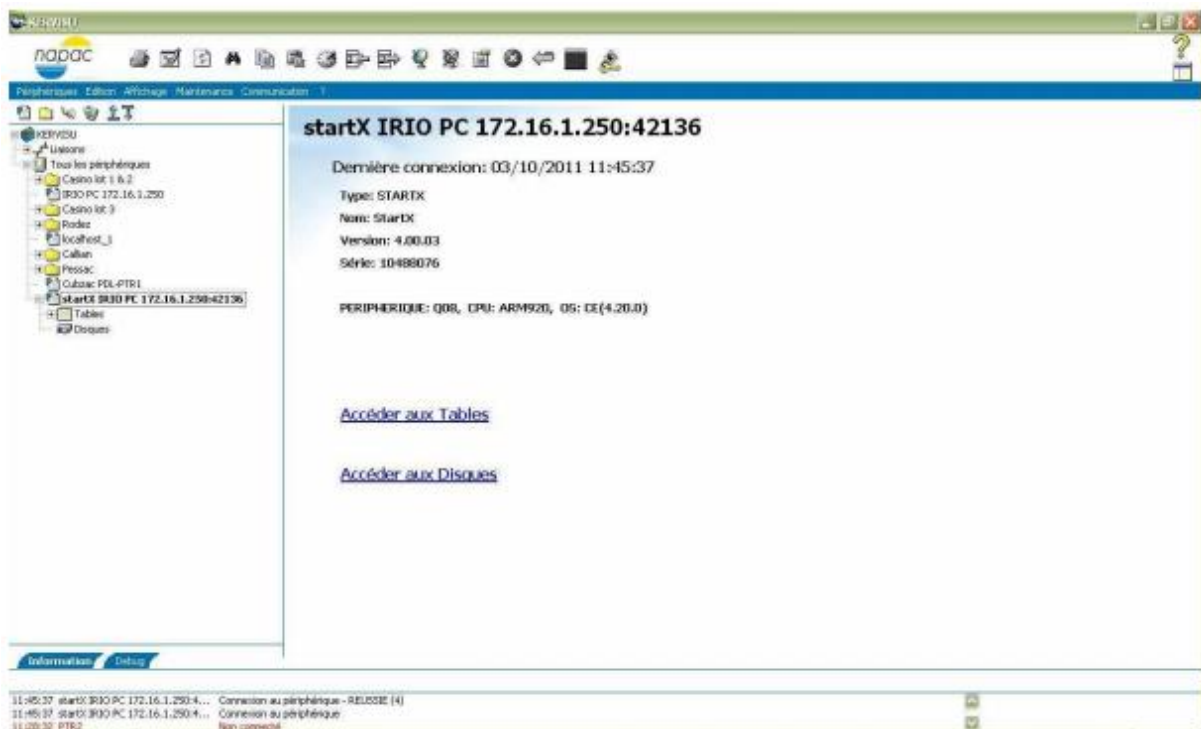 KERVISU
napac
Périphériques Edition Affichage Maintenance Communication ?
KERVISU
Liaisons
Tous les périphériques
Casino lot 1 & 2
IRIO PC 172.16.1.250
Casino lot 3
Rodez
localhost_1
Callian
Pessac
Cubzac PDL-PTR1
startX IRIO PC 172.16.1.250:42136
Tables
Disques
startX IRIO PC 172.16.1.250:42136
Dernière connexion: 03/10/2011 11:45:37
Type: STARTX
Nom: StartX
Version: 4.00.03
Série: 10488076
PERIPHERIQUE: Q08, CPU: ARM920, OS: CE(4.20.0)
Accéder aux Tables
Accéder aux Disques
Information Debug
11:45:37 startX IRIO PC 172.16.1.250:4... Connexion au périphérique - REUSSIE (4)
11:45:37 startX IRIO PC 172.16.1.250:4... Connexion au périphérique
11:28:32 PTR2 Non connecté